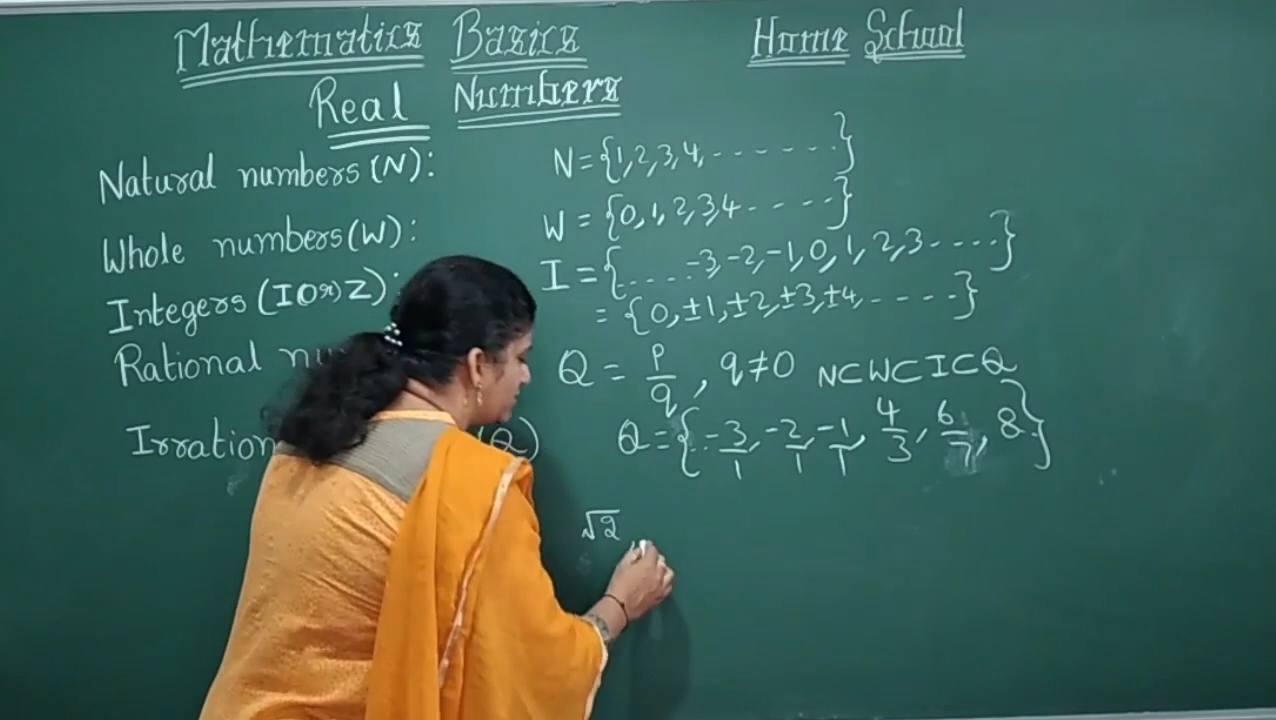 Mathematics Basics Home School
Real Numbers
Natural numbers (N): N = {1, 2, 3, 4, - - - - - - .}
Whole numbers (W): W = {0, 1, 2, 3, 4 - - - - .}
Integers (I Or Z): I = {. . . . . -3, -2, -1, 0, 1, 2, 3 - - - - .}
= {0, ±1, ±2, ±3, ±4, - - - - - .}
Rational Q = p/q, q ≠ 0 N⊂W⊂I⊂Q
(Q) Q = {. . -3/1, -2/1, -1/1, 4/3, 6/7, 8 . . }
√2